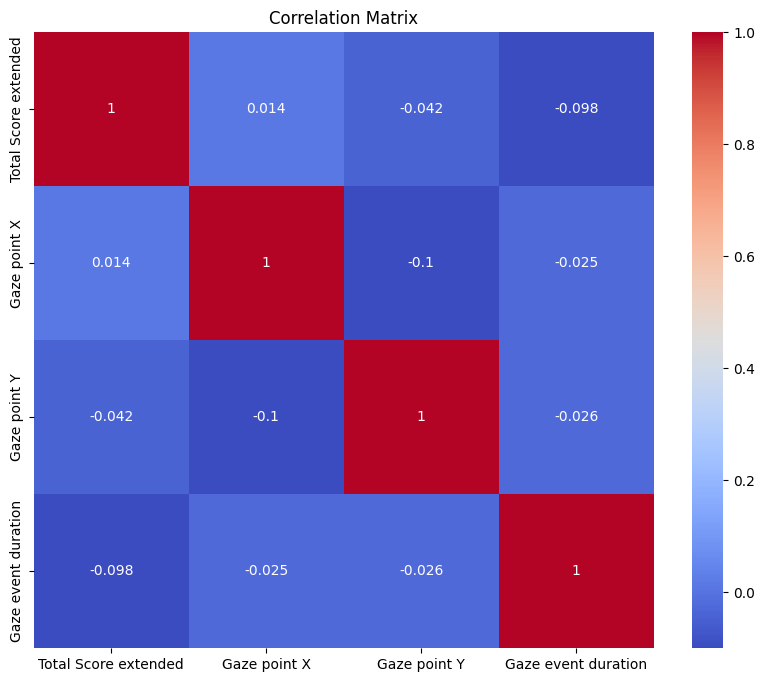 Correlation Matrix
Total Score extended
1
0.014
-0.042
-0.098
Gaze point X
0.014
1
-0.1
-0.025
Gaze point Y
-0.042
-0.1
1
-0.026
Gaze event duration
-0.098
-0.025
-0.026
1
Total Score extended
Gaze point X
Gaze point Y
Gaze event duration
1.0
0.8
0.6
0.4
0.2
0.0